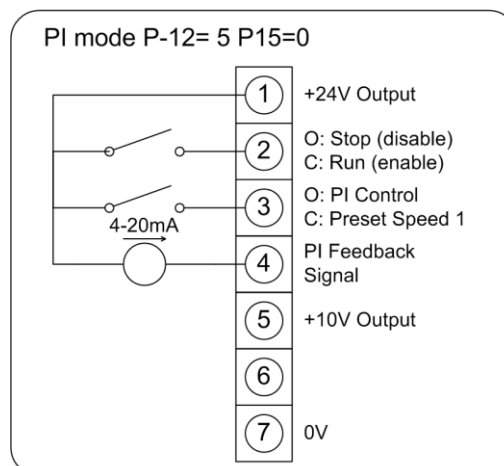 PI mode P-12= 5 P15=0
1 +24V Output
2 O: Stop (disable)
C: Run (enable)
3 O: PI Control
C: Preset Speed 1
4-20mA
4 PI Feedback
Signal
5 +10V Output
6
7 0V